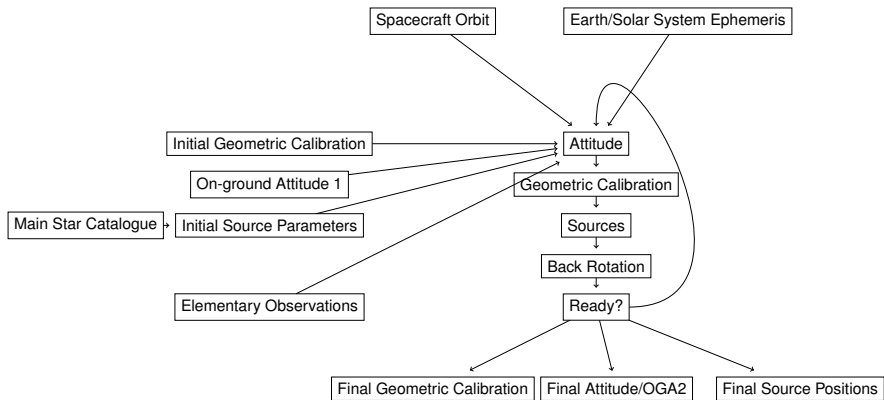 Spacecraft Orbit
Earth/Solar System Ephemeris
Initial Geometric Calibration
Attitude
On-ground Attitude 1
Geometric Calibration
Main Star Catalogue
Initial Source Parameters
Sources
Back Rotation
Elementary Observations
Ready?
Final Geometric Calibration
Final Attitude/OGA2
Final Source Positions